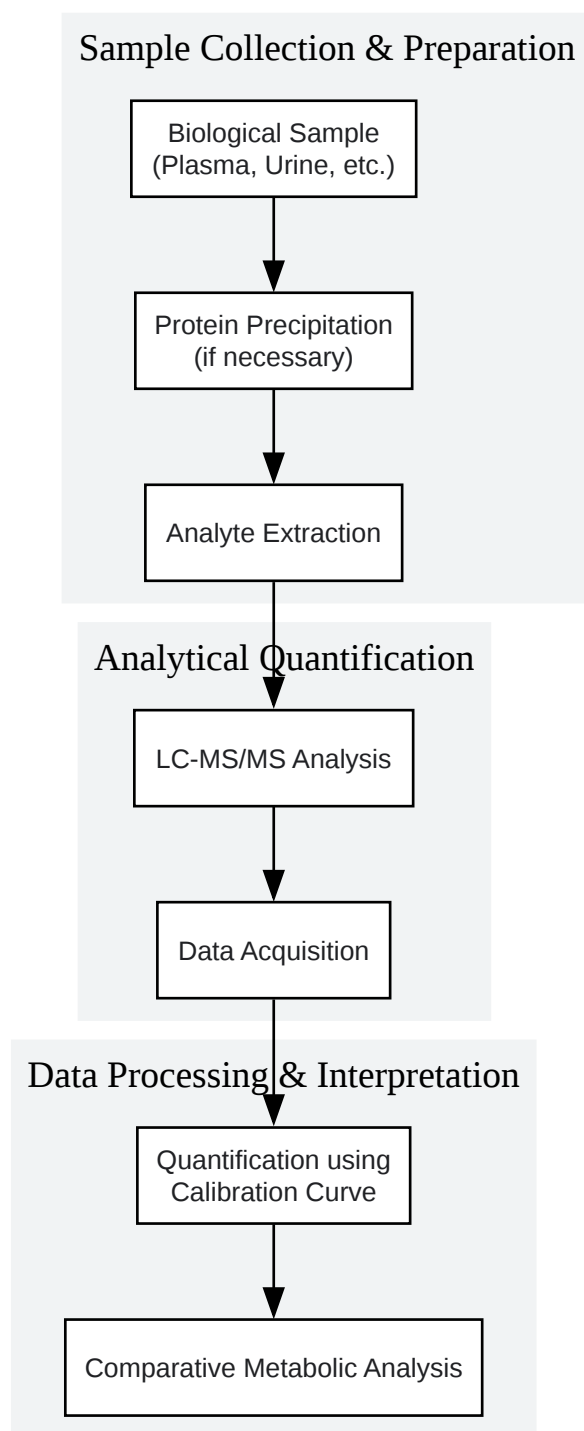 Sample Collection & Preparation
Biological Sample
(Plasma, Urine, etc.)
Protein Precipitation
(if necessary)
Analyte Extraction
Analytical Quantification
LC-MS/MS Analysis
Data Acquisition
Data Processing & Interpretation
Quantification using
Calibration Curve
Comparative Metabolic Analysis